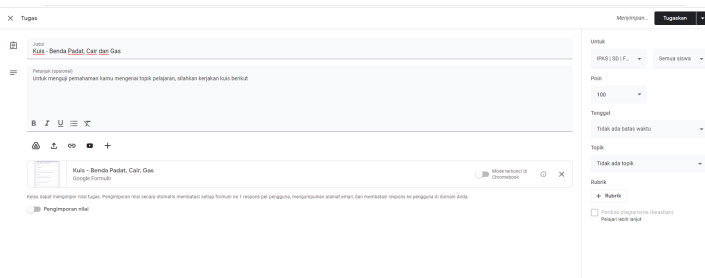 Tugas
Menyimpan...
Tugaskan
Judul
Kuis - Benda Padat, Cair dan Gas
Petunjuk (opsional)
Untuk menguji pemahaman kamu mengenai topik pelajaran, silahkan kerjakan kuis berikut
B I U
Kuis - Benda Padat, Cair, Gas
Google Formulir
Mode terkunci di
Chromebook
Kelas dapat mengimpor nilai tugas. Pengimporan nilai secara otomatis membatasi setiap formulir ke 1 respons per pengguna, mengumpulkan alamat email, dan membatasi respons ke pengguna di domain Anda.
Pengimporan nilai
Untuk
IPAS | SD | F...
Semua siswa
Poin
100
Tenggat
Tidak ada batas waktu
Topik
Tidak ada topik
Rubrik
+ Rubrik
Periksa plagiarisme (keaslian)
Pelajari lebih lanjut